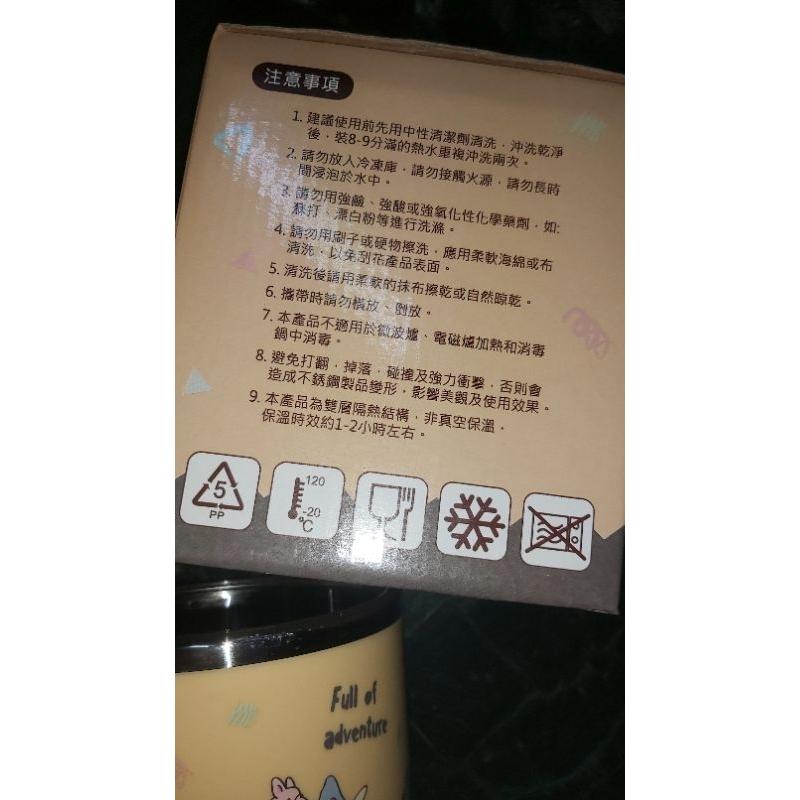 注意事項
1. 建議使用前先用中性清潔劑清洗，沖洗乾淨
後，裝8-9分滿的熱水重複沖洗兩次。
2. 請勿放入冷凍庫，請勿接觸火源，請勿長時
間浸泡於水中。
3. 請勿用強鹼、強酸或強氧化性化學藥劑，如:
蘇打、漂白粉等進行洗滌。
4. 請勿用刷子或硬物擦洗，應用柔軟海綿或布
清洗，以免刮花產品表面。
5. 清洗後請用柔軟的抹布擦乾或自然晾乾。
6. 攜帶時請勿橫放、倒放。
7. 本產品不適用於微波爐、電磁爐加熱和消毒
鍋中消毒。
8. 避免打翻，掉落，碰撞及強力衝擊，否則會
造成不銹鋼製品變形，影響美觀及使用效果。
9. 本產品為雙層隔熱結構，非真空保溫，
保溫時效約1-2小時左右。
5
PP
120
-20
°C
Full of
adventure